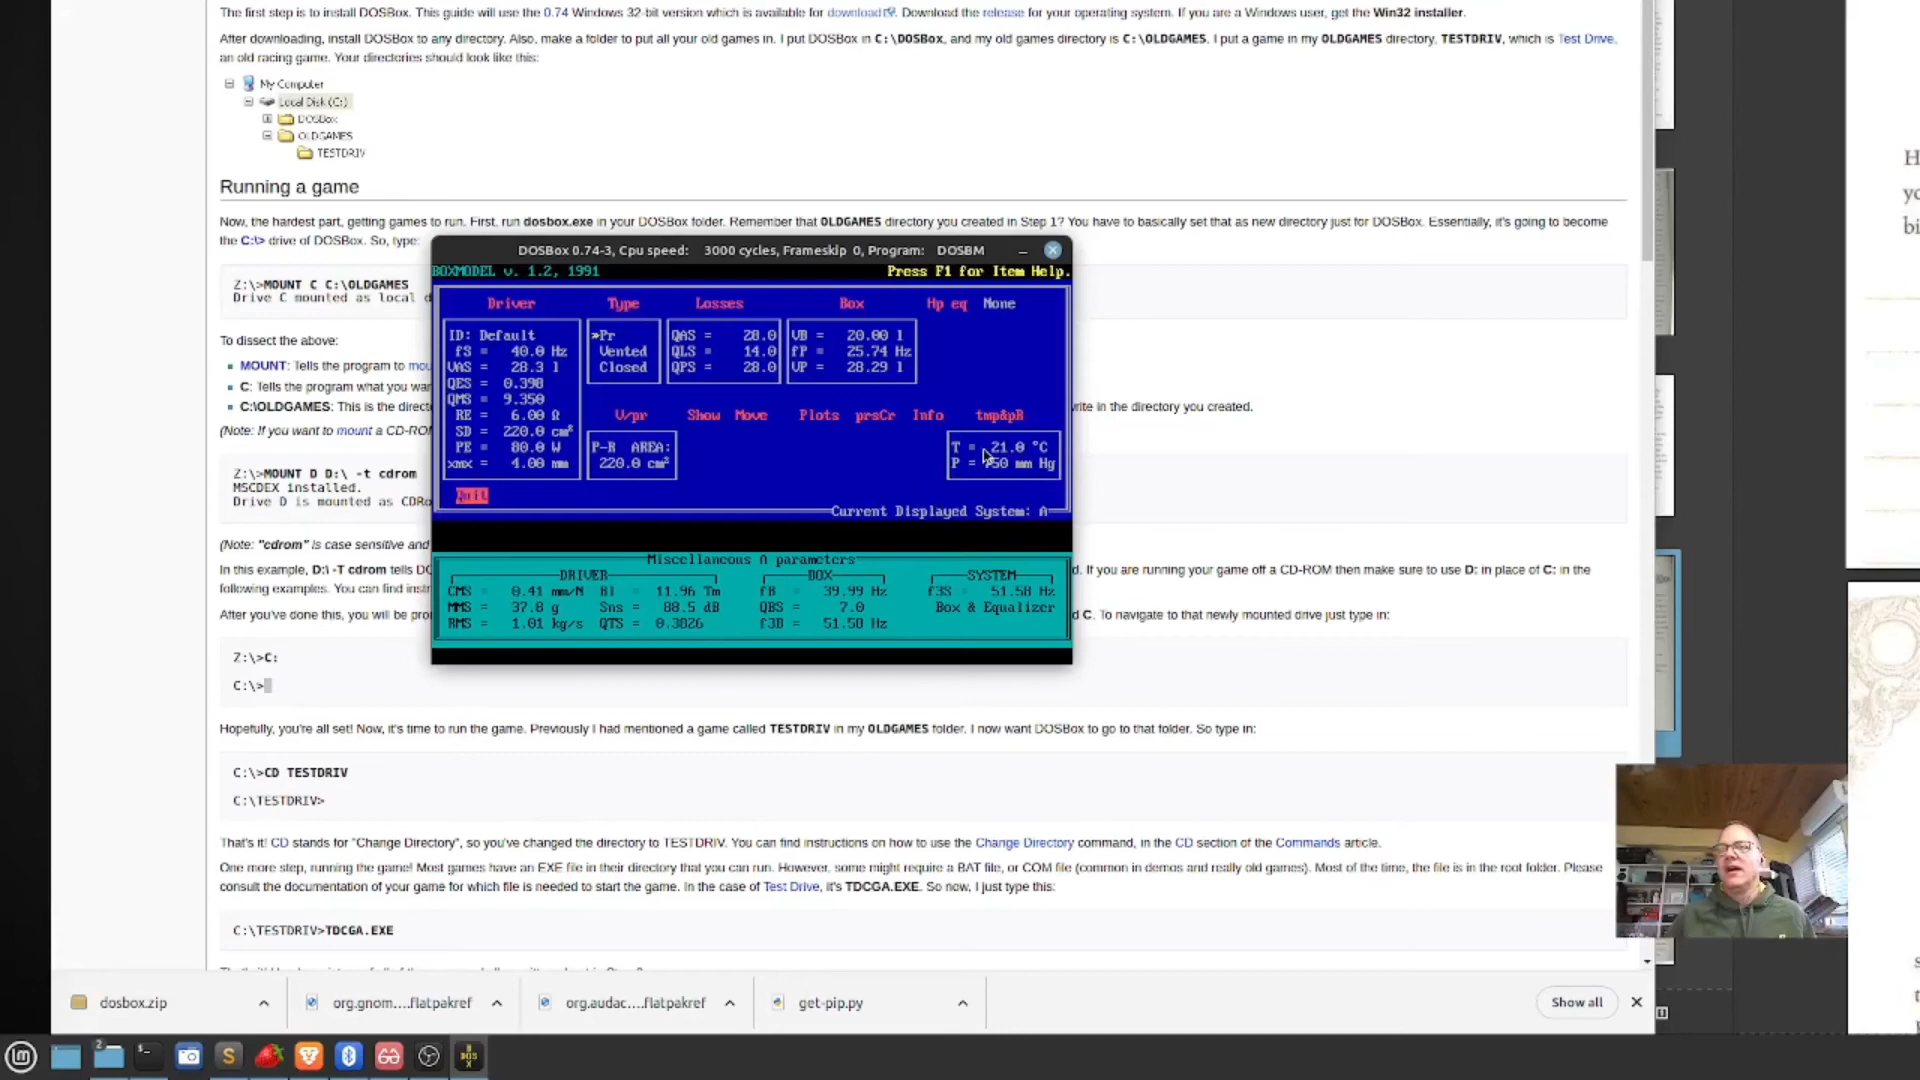 The first step is to install DOSBox. This guide will use the 0.74 Windows 32-bit version which is available for download. Download the release for your operating system. If you are a Windows user, get the Win32 installer.
After downloading, install DOSBox to any directory. Also, make a folder to put all your old games in. I put DOSBox in C:\DOSBox, and my old games directory is C:\OLDGAMES. I put a game in my OLDGAMES directory, TESTDRIV, which is Test Drive,
an old racing game. Your directories should look like this:
My Computer
Local Disk (C:)
DOSBox
OLDGAMES
TESTDRIV
Running a game
Now, the hardest part, getting games to run. First, run dosbox.exe in your DOSBox folder. Remember that OLDGAMES directory you created in Step 1? You have to basically set that as new directory just for DOSBox. Essentially, it's going to become
the C:\> drive of DOSBox. So, type:
Z:\>MOUNT C C:\OLDGAMES
Drive C mounted as local d
To dissect the above:
MOUNT: Tells the program to mou
C: Tells the program what you wan
C:\OLDGAMES: This is the direct
write in the directory you created.
(Note: If you want to mount a CD-ROM
Z:\>MOUNT D D:\ -t cdrom
MSCDEX installed.
Drive D is mounted as CDRo
(Note: "cdrom" is case sensitive and
In this example, D:\ -T cdrom tells DO
d. If you are running your game off a CD-ROM then make sure to use D: in place of C: in the
following examples. You can find inst
After you've done this, you will be pro
d C. To navigate to that newly mounted drive just type in:
Z:\>C:
C:\>
Hopefully, you're all set! Now, it's time to run the game. Previously I had mentioned a game called TESTDRIV in my OLDGAMES folder, I now want DOSBox to go to that folder. So type in:
C:\>CD TESTDRIV
C:\TESTDRIV>
That's it! CD stands for "Change Directory", so you've changed the directory to TESTDRIV. You can find instructions on how to use the Change Directory command, in the CD section of the Commands article.
One more step, running the game! Most games have an EXE file in their directory that you can run. However, some might require a BAT file, or COM file (common in demos and really old games). Most of the time, the file is in the root folder. Please
consult the documentation of your game for which file is needed to start the game. In the case of Test Drive, it's TDCGA.EXE. So now, I just type this:
C:\TESTDRIV>TDCGA.EXE
DOSBox 0.74-3, Cpu speed: 3000 cycles, Frameskip 0, Program: DOSBM
BOXMODEL v. 1.2, 1991 Press F1 for Item Help.
Driver Type Losses Box Hp eq None
ID: Default »Pr QAS = 28.0 VB = 20.00 l
fS = 40.0 Hz Vented QLS = 14.0 fP = 25.74 Hz
VAS = 28.3 l Closed QPS = 28.0 VP = 28.29 l
QES = 0.398
QMS = 9.350
RE = 6.00 Ω V/pr Show Move Plots prsCr Info tmp&pB
SD = 220.0 cm²
PE = 80.0 W P-R AREA: T = 21.0 °C
xmx = 4.00 mm 220.0 cm² P = 750 mm Hg
Quit
Current Displayed System: A
Miscellaneous A parameters
DRIVER BOX SYSTEM
CMS = 0.41 mm/N Bl = 11.96 Tm fB = 39.99 Hz f3S = 51.58 Hz
MMS = 37.8 g Sns = 88.5 dB QBS = 7.0 Box & Equalizer
RMS = 1.01 kg/s QTS = 0.3826 f3B = 51.58 Hz
dosbox.zip
org.gnom....flatpakref
org.audac....flatpakref
get-pip.py
Show all